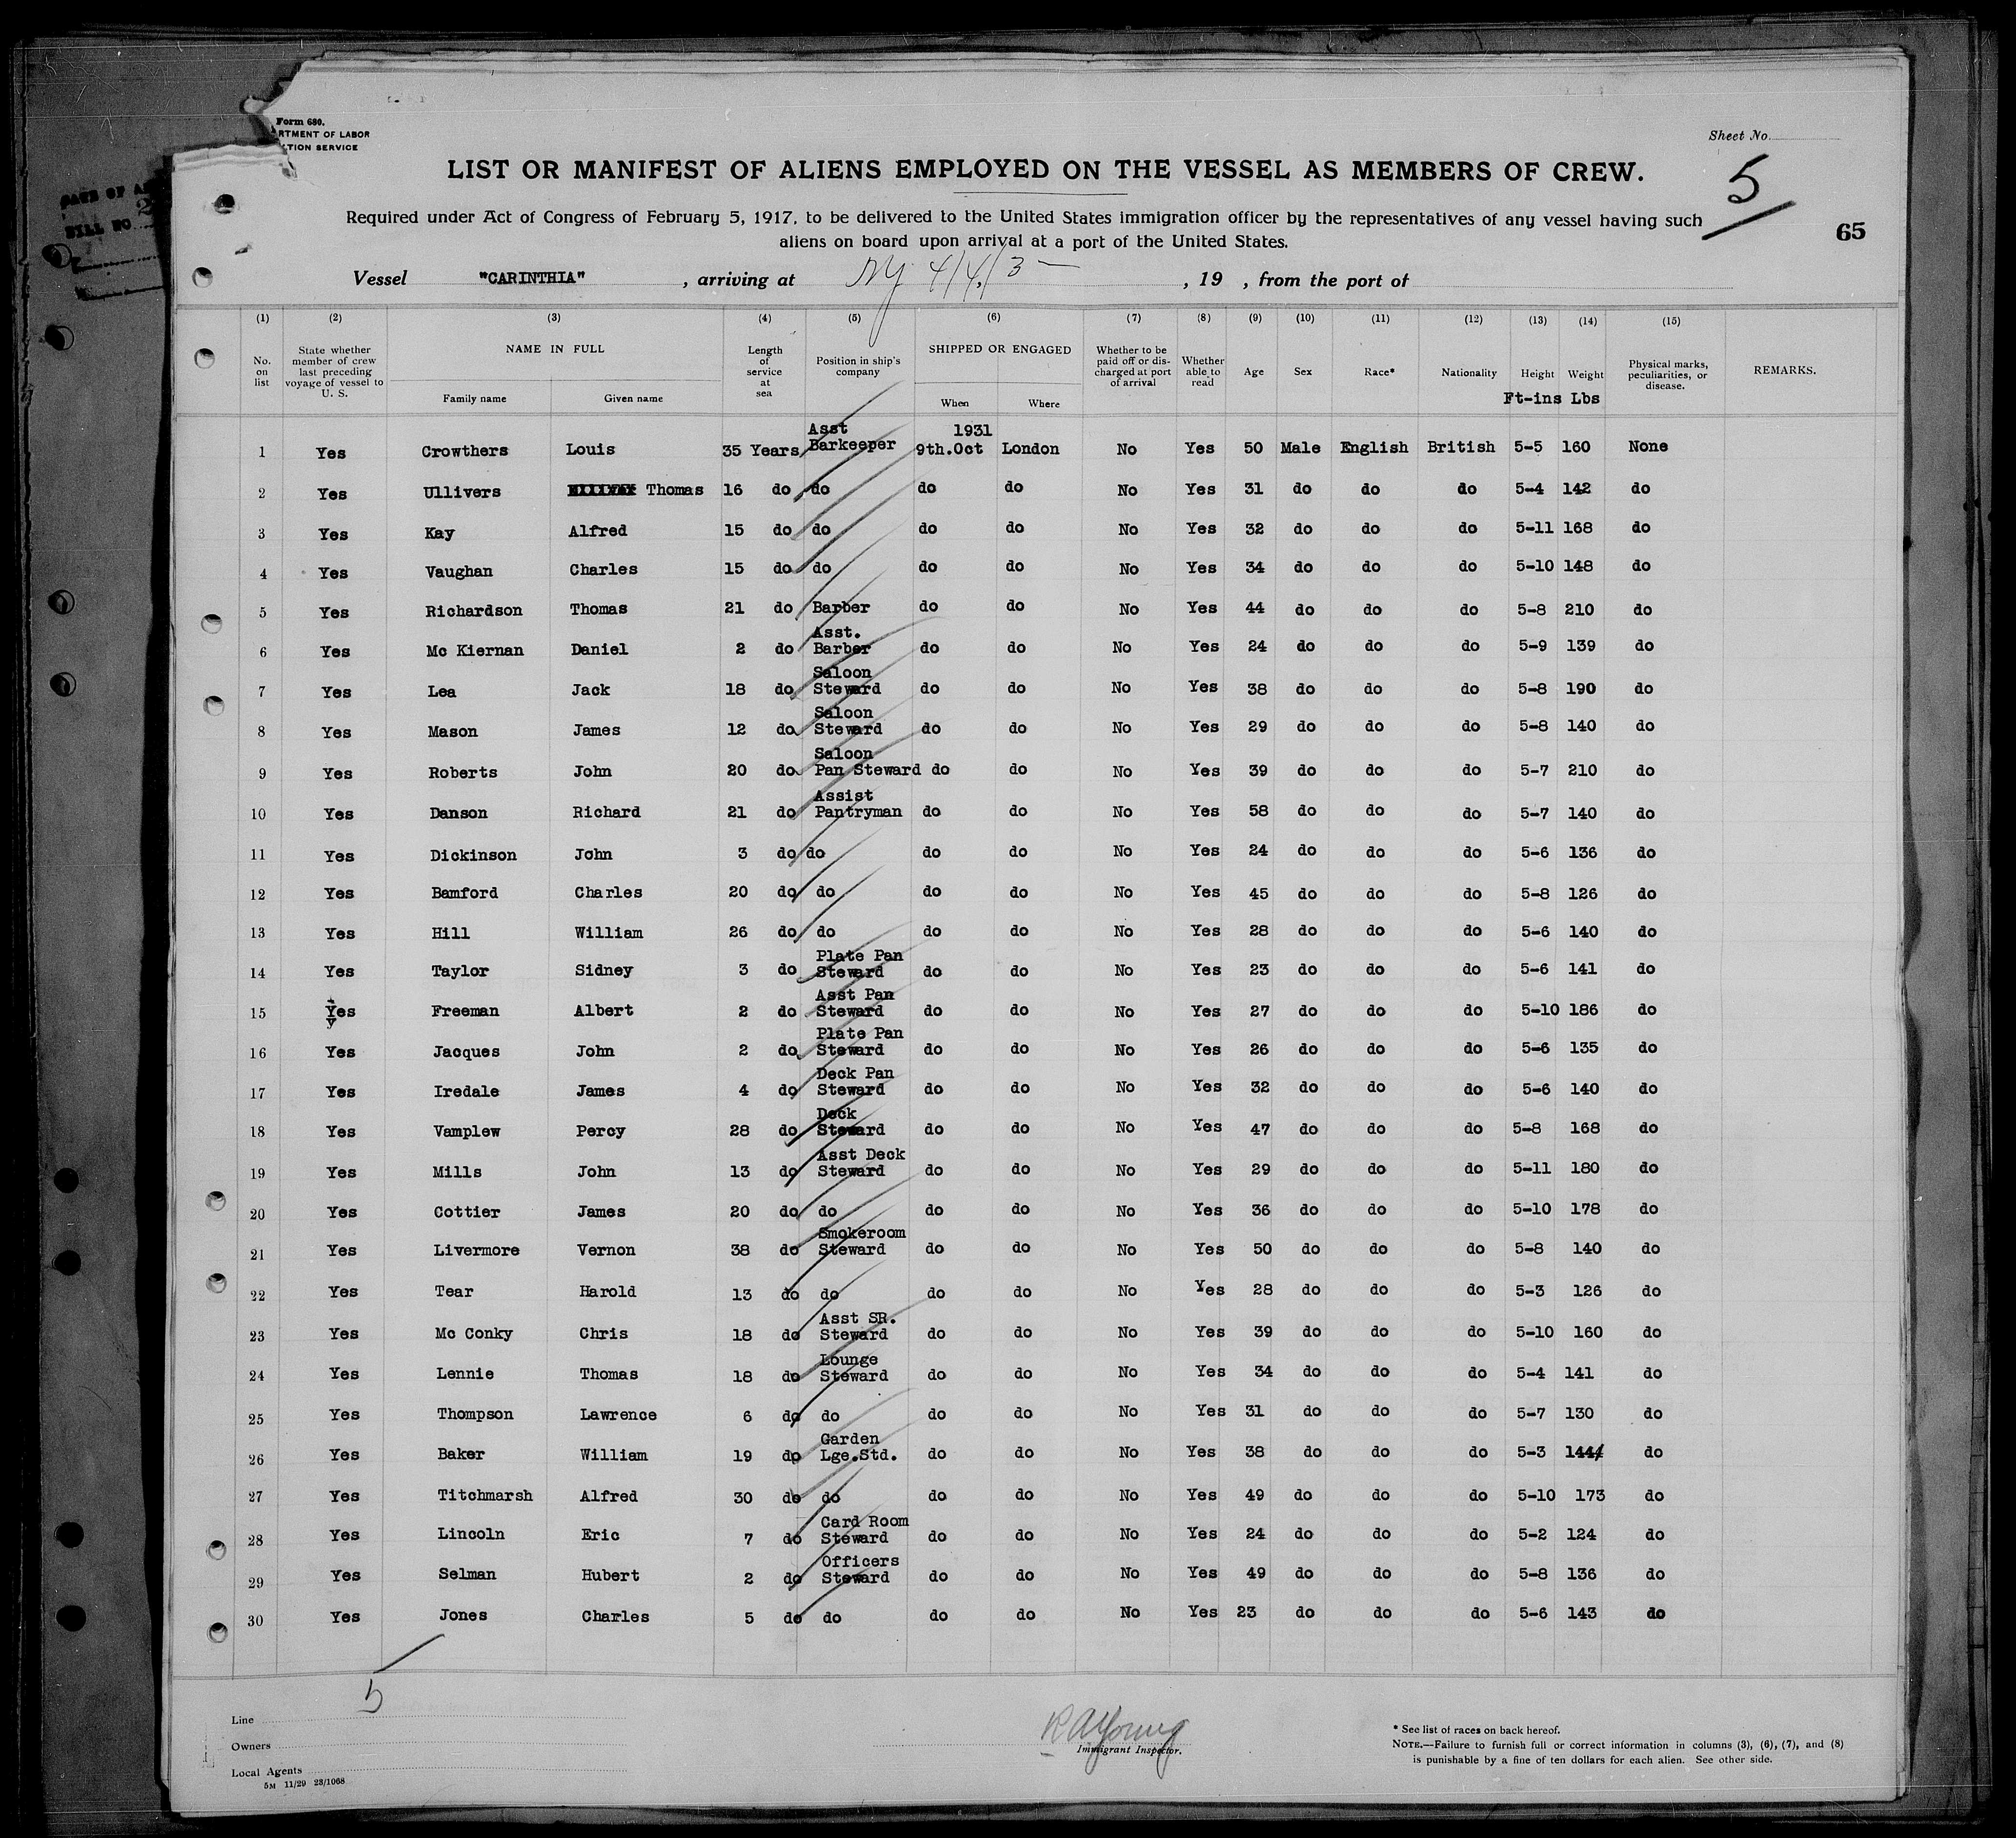 Form 680.
RTMENT OF LABOR
TION SERVICE
Sheet No.
LIST OR MANIFEST OF ALIENS EMPLOYED ON THE VESSEL AS MEMBERS OF CREW.
5
Required under Act of Congress of February 5, 1917, to be delivered to the United States immigration officer by the representatives of any vessel having such
aliens on board upon arrival at a port of the United States.
65
Vessel "CARINTHIA" , arriving at NY 4/4/3- , 19 , from the port of
(1) (2) (3) (4) (5) (6) (7) (8) (9) (10) (11) (12) (13) (14) (15)
No. on list State whether member of crew last preceding voyage of vessel to U. S. NAME IN FULL Family name Given name Length of service at sea Position in ship's company SHIPPED OR ENGAGED When Where Whether to be paid off or discharged at port of arrival Whether able to read Age Sex Race* Nationality Height Weight Physical marks, peculiarities, or disease. REMARKS.
Ft-ins Lbs
1 Yes Crowthers Louis 35 Years Asst Barkeeper 1931 9th.Oct London No Yes 50 Male English British 5-5 160 None
2 Yes Ullivers Thomas 16 do do do do No Yes 31 do do do 5-4 142 do
3 Yes Kay Alfred 15 do do do do No Yes 32 do do do 5-11 168 do
4 Yes Vaughan Charles 15 do do do do No Yes 34 do do do 5-10 148 do
5 Yes Richardson Thomas 21 do Barber do do No Yes 44 do do do 5-8 210 do
6 Yes Mc Kiernan Daniel 2 do Asst. Barber do do No Yes 24 do do do 5-9 139 do
7 Yes Lea Jack 18 do Saloon Steward do do No Yes 38 do do do 5-8 190 do
8 Yes Mason James 12 do Saloon Steward do do No Yes 29 do do do 5-8 140 do
9 Yes Roberts John 20 do Saloon Pan Steward do do No Yes 39 do do do 5-7 210 do
10 Yes Danson Richard 21 do Assist Pantryman do do No Yes 58 do do do 5-7 140 do
11 Yes Dickinson John 3 do do do do No Yes 24 do do do 5-6 136 do
12 Yes Bamford Charles 20 do do do do No Yes 45 do do do 5-8 126 do
13 Yes Hill William 26 do do do do No Yes 28 do do do 5-6 140 do
14 Yes Taylor Sidney 3 do Plate Pan Steward do do No Yes 23 do do do 5-6 141 do
15 Yes Freeman Albert 2 do Asst Pan Steward do do No Yes 27 do do do 5-10 186 do
16 Yes Jacques John 2 do Plate Pan Steward do do No Yes 26 do do do 5-6 135 do
17 Yes Iredale James 4 do Deck Pan Steward do do No Yes 32 do do do 5-6 140 do
18 Yes Vamplew Percy 28 do Deck Steward do do No Yes 47 do do do 5-8 168 do
19 Yes Mills John 13 do Asst Deck Steward do do No Yes 29 do do do 5-11 180 do
20 Yes Cottier James 20 do do do do No Yes 36 do do do 5-10 178 do
21 Yes Livermore Vernon 38 do Smokeroom Steward do do No Yes 50 do do do 5-8 140 do
22 Yes Tear Harold 13 do do do do No Yes 28 do do do 5-3 126 do
23 Yes Mc Conky Chris 18 do Asst SR. Steward do do No Yes 39 do do do 5-10 160 do
24 Yes Lennie Thomas 18 do Lounge Steward do do No Yes 34 do do do 5-4 141 do
25 Yes Thompson Lawrence 6 do do do do No Yes 31 do do do 5-7 130 do
26 Yes Baker William 19 do Garden Lge.Std. do do No Yes 38 do do do 5-3 144 do
27 Yes Titchmarsh Alfred 30 do do do do No Yes 49 do do do 5-10 173 do
28 Yes Lincoln Eric 7 do Card Room Steward do do No Yes 24 do do do 5-2 124 do
29 Yes Selman Hubert 2 do Officers Steward do do No Yes 49 do do do 5-8 136 do
30 Yes Jones Charles 5 do do do do No Yes 23 do do do 5-6 143 do
5
Line
Owners
Local Agents
5M 11/29 23/1068
R A Young
Immigrant Inspector.
* See list of races on back hereof.
NOTE.—Failure to furnish full or correct information in columns (3), (6), (7), and (8)
is punishable by a fine of ten dollars for each alien. See other side.